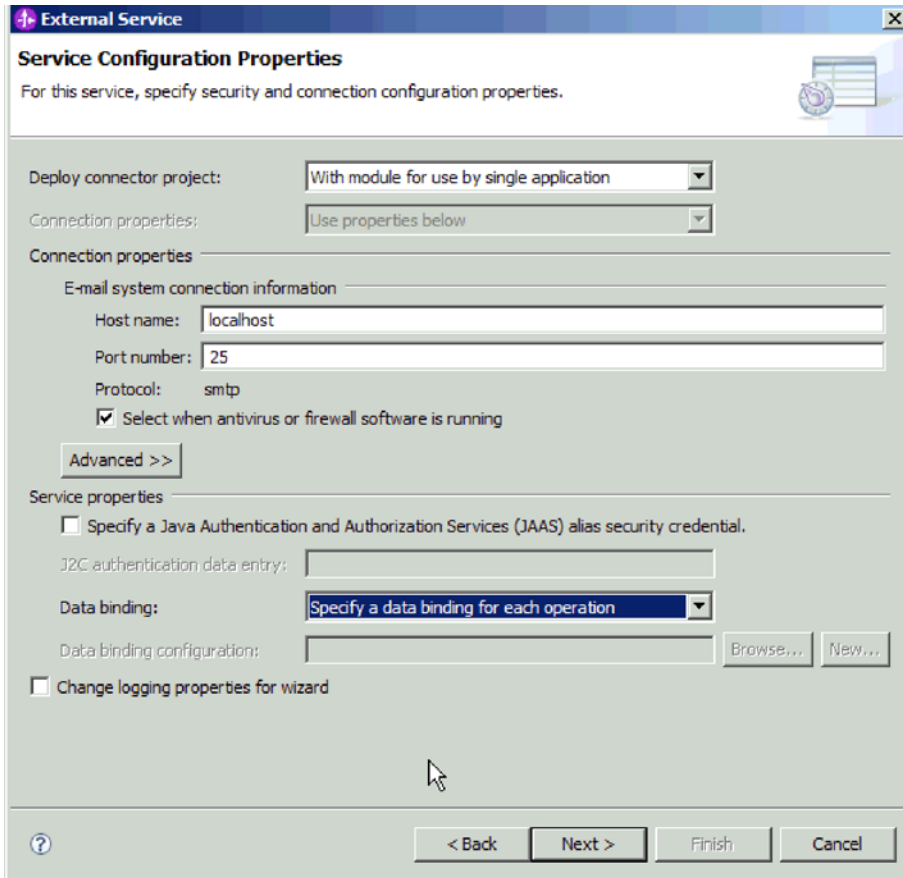 External Service
Service Configuration Properties
For this service, specify security and connection configuration properties.
Deploy connector project: With module for use by single application
Connection properties: Use properties below
Connection properties
E-mail system connection information
Host name: localhost
Port number: 25
Protocol: smtp
Select when antivirus or firewall software is running
Advanced >>
Service properties
Specify a Java Authentication and Authorization Services (JAAS) alias security credential.
J2C authentication data entry:
Data binding: Specify a data binding for each operation
Data binding configuration: Browse... New...
Change logging properties for wizard
? < Back Next > Finish Cancel